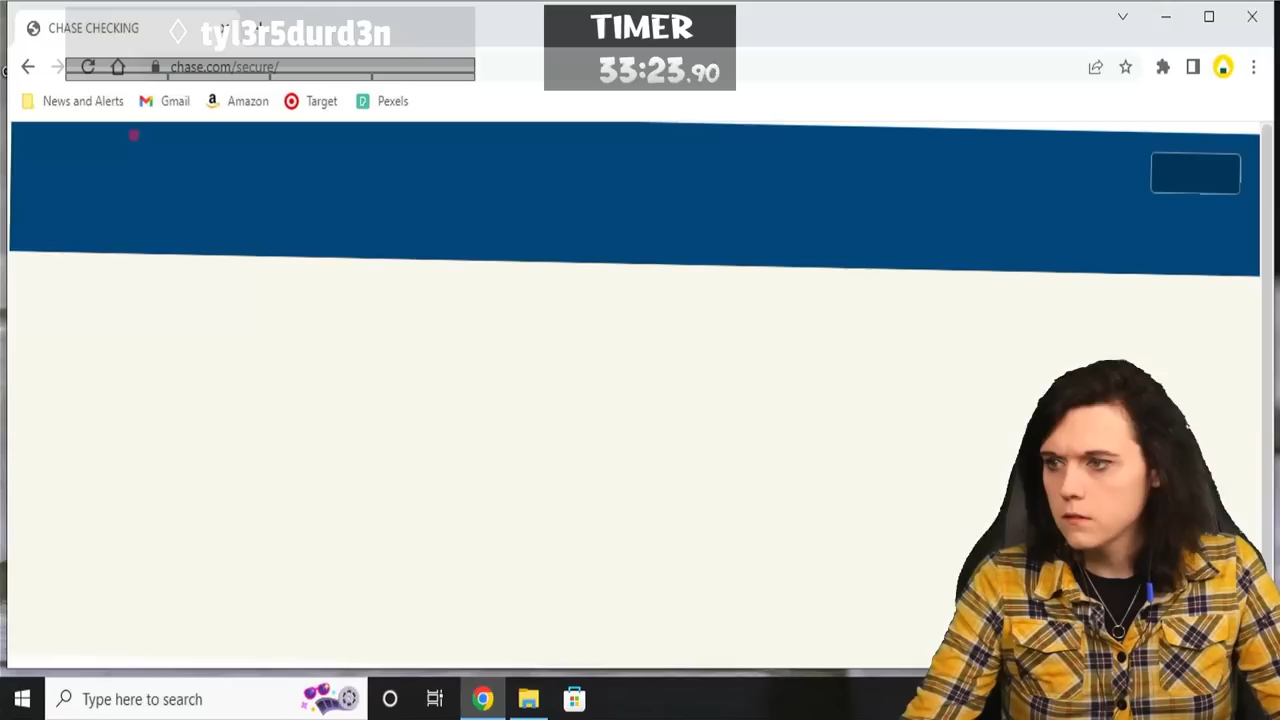 CHASE CHECKING
tyl3r5durd3n
TIMER
33:23.90
chase.com/secure/
News and Alerts
Gmail
Amazon
Target
Pexels
Type here to search